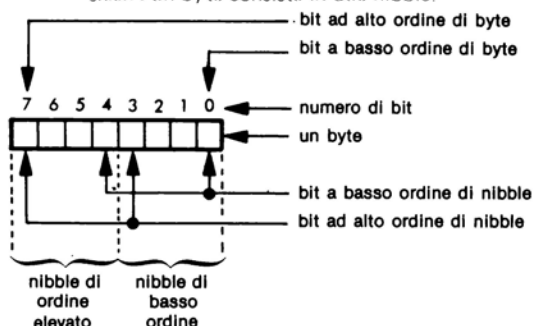 bit ad alto ordine di byte
bit a basso ordine di byte
7 6 5 4 3 2 1 0
numero di bit
un byte
bit a basso ordine di nibble
bit ad alto ordine di nibble
nibble di ordine elevato
nibble di basso ordine